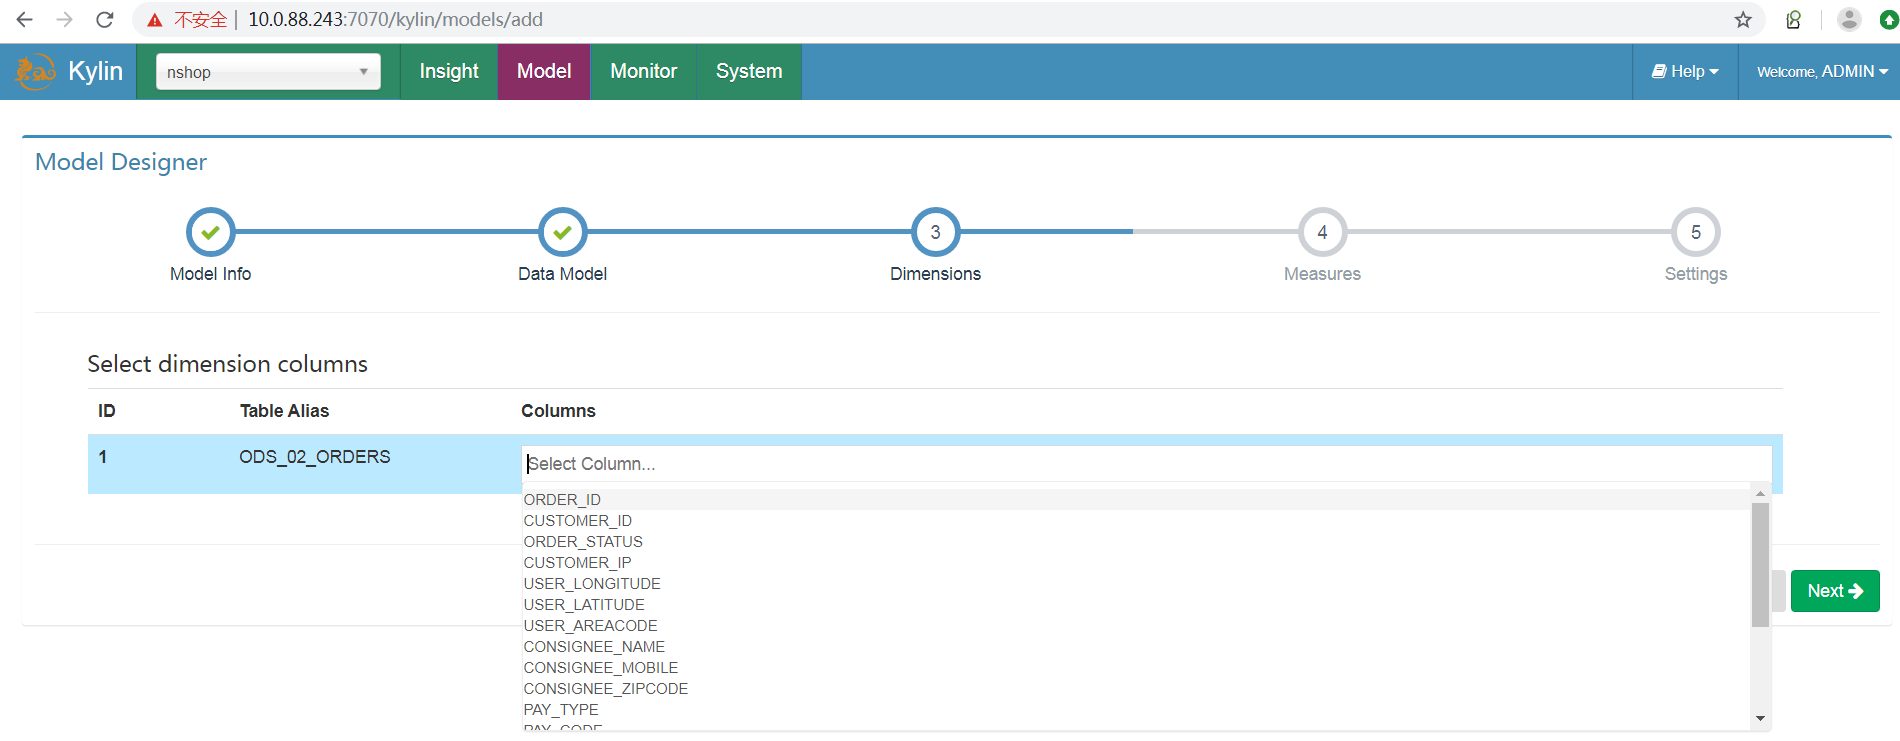 不安全 10.0.88.243:7070/kylin/models/add
Kylin nshop Insight Model Monitor System Help Welcome, ADMIN
Model Designer
3 4 5
Model Info Data Model Dimensions Measures Settings
Select dimension columns
ID Table Alias Columns
1 ODS_02_ORDERS Select Column...
ORDER_ID
CUSTOMER_ID
ORDER_STATUS
CUSTOMER_IP
USER_LONGITUDE
Next
USER_LATITUDE
USER_AREACODE
CONSIGNEE_NAME
CONSIGNEE_MOBILE
CONSIGNEE_ZIPCODE
PAY_TYPE
PAY_CODE